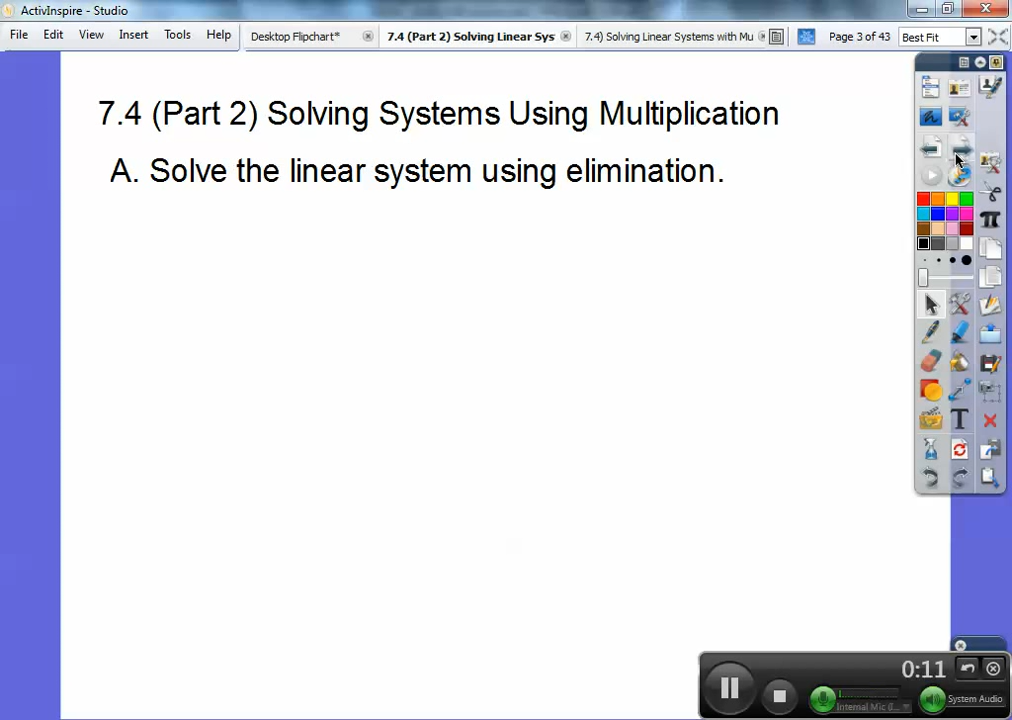 ActivInspire - Studio
File Edit View Insert Tools Help
Desktop Flipchart* 7.4 (Part 2) Solving Linear Sys 7.4) Solving Linear Systems with Mu Page 3 of 43 Best Fit
7.4 (Part 2) Solving Systems Using Multiplication
A. Solve the linear system using elimination.
T
0:11
Internal Mic (I... System Audio